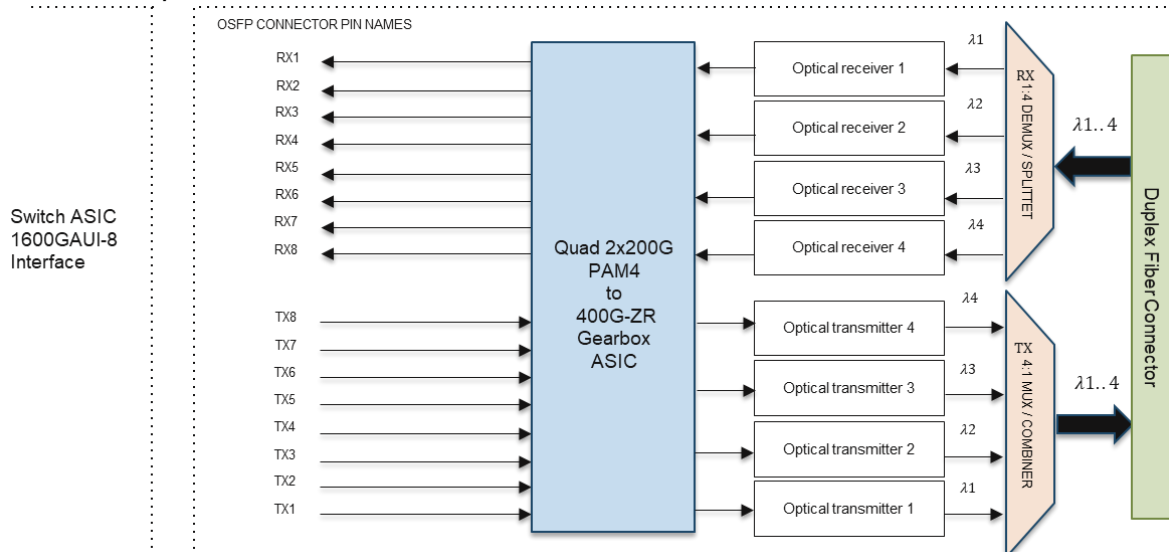 OSFP CONNECTOR PIN NAMES
RX1
RX2
RX3
RX4
RX5
RX6
RX7
RX8
TX8
TX7
TX6
TX5
TX4
TX3
TX2
TX1
Switch ASIC
1600GAUI-8
Interface
Quad 2x200G
PAM4
to
400G-ZR
Gearbox
ASIC
Optical receiver 1
Optical receiver 2
Optical receiver 3
Optical receiver 4
Optical transmitter 4
Optical transmitter 3
Optical transmitter 2
Optical transmitter 1
λ1
λ2
λ3
λ4
λ4
λ3
λ2
λ1
RX 1:4 DEMUX / SPLITTET
TX 4:1 MUX / COMBINER
λ1..4
λ1..4
Duplex Fiber Connector